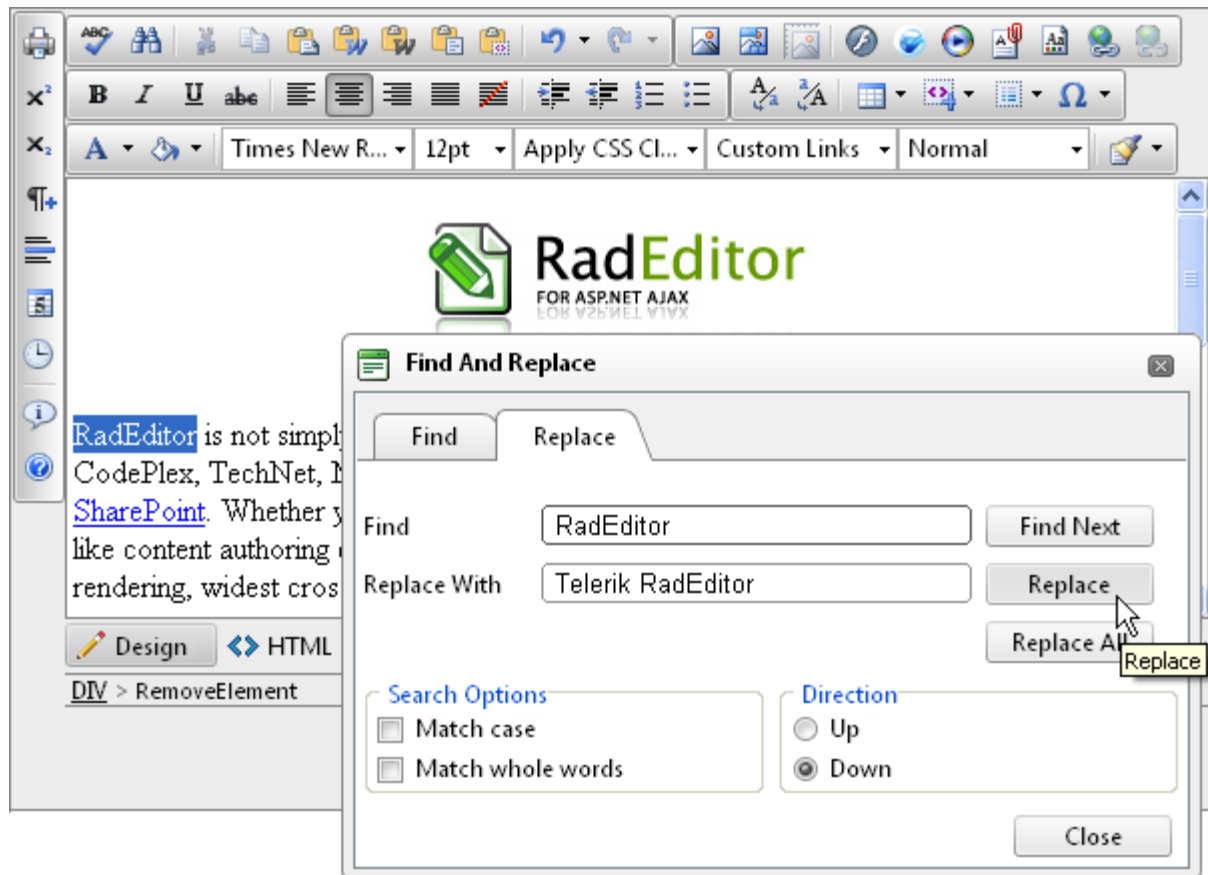 ABC
B I U abc A/a a/A Ω
A Times New R... 12pt Apply CSS Cl... Custom Links Normal
RadEditor
FOR ASP.NET AJAX
Find And Replace
Find Replace
RadEditor is not simply
CodePlex, TechNet,
SharePoint. Whether y
like content authoring
rendering, widest cros
Find RadEditor Find Next
Replace With Telerik RadEditor Replace
Replace All
Replace
Design HTML
DIV > RemoveElement
Search Options Direction
Match case Up
Match whole words Down
Close